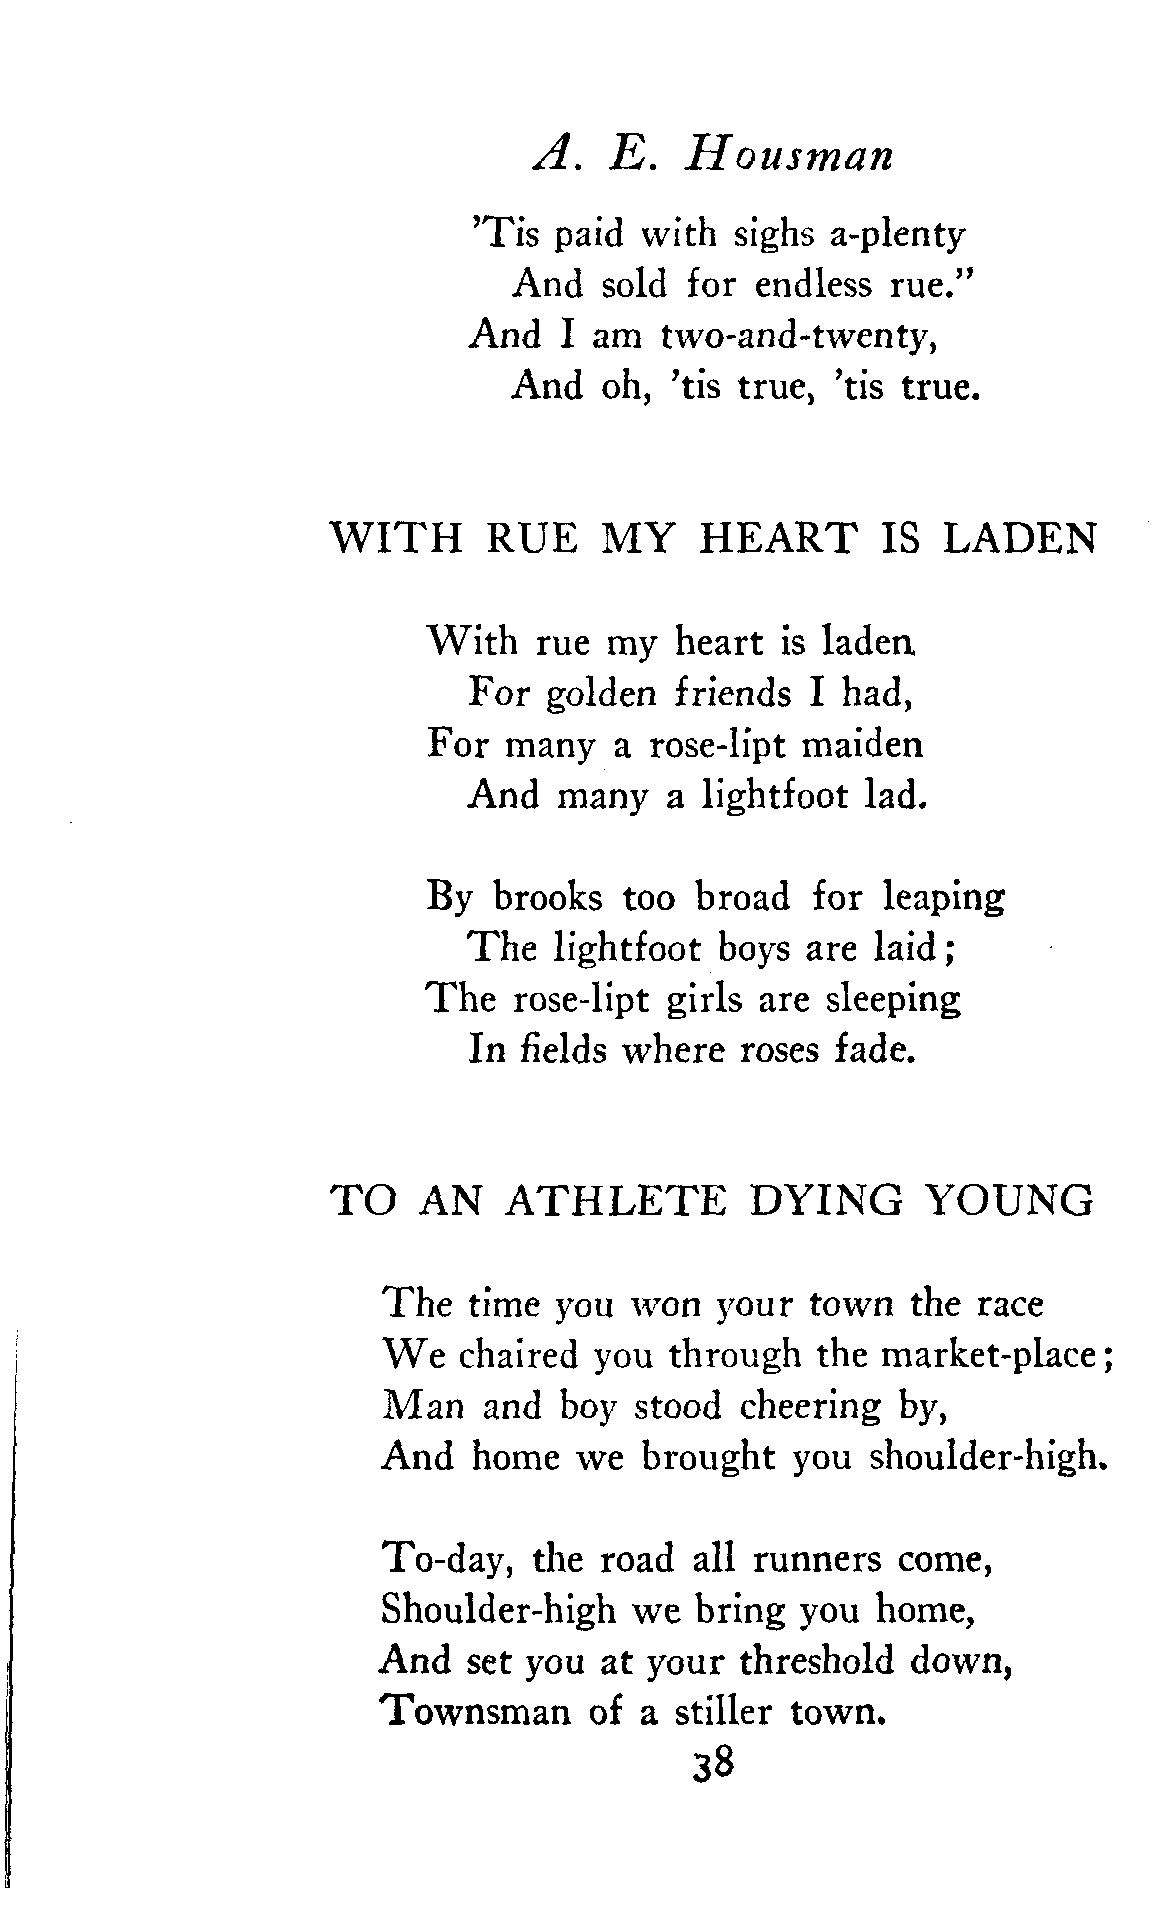 A. E. Housman
’Tis paid with sighs a-plenty
And sold for endless rue.”
And I am two-and-twenty,
And oh, ’tis true, ’tis true.
WITH RUE MY HEART IS LADEN
With rue my heart is laden
For golden friends I had,
For many a rose-lipt maiden
And many a lightfoot lad.
By brooks too broad for leaping
The lightfoot boys are laid;
The rose-lipt girls are sleeping
In fields where roses fade.
TO AN ATHLETE DYING YOUNG
The time you won your town the race
We chaired you through the market-place;
Man and boy stood cheering by,
And home we brought you shoulder-high.
To-day, the road all runners come,
Shoulder-high we bring you home,
And set you at your threshold down,
Townsman of a stiller town.
38